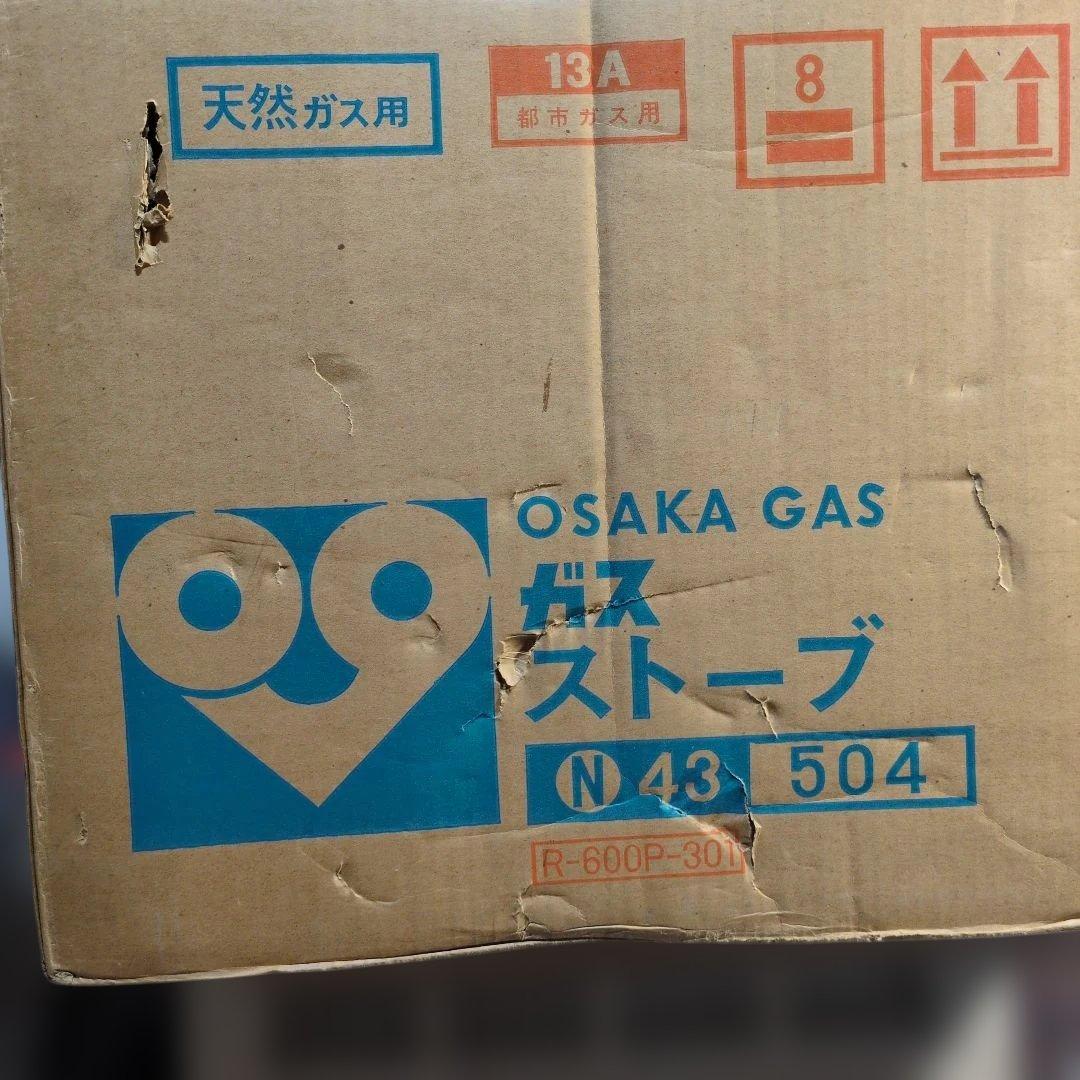 天然ガス用
13A
都市ガス用
8
OSAKA GAS
ガス
ストーブ
N 43 504
R-600P-301